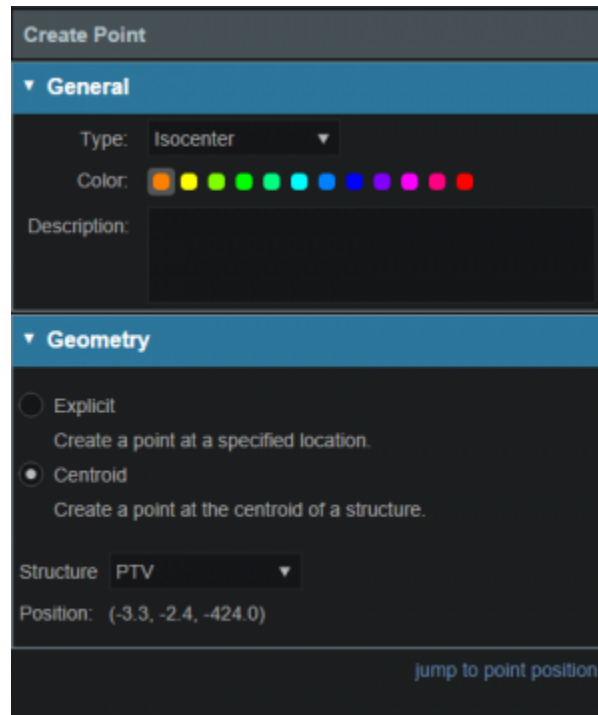 Create Point
General
Type: Isocenter
Color:
Description:
Geometry
Explicit
Create a point at a specified location.
Centroid
Create a point at the centroid of a structure.
Structure PTV
Position: (-3.3, -2.4, -424.0)
jump to point position